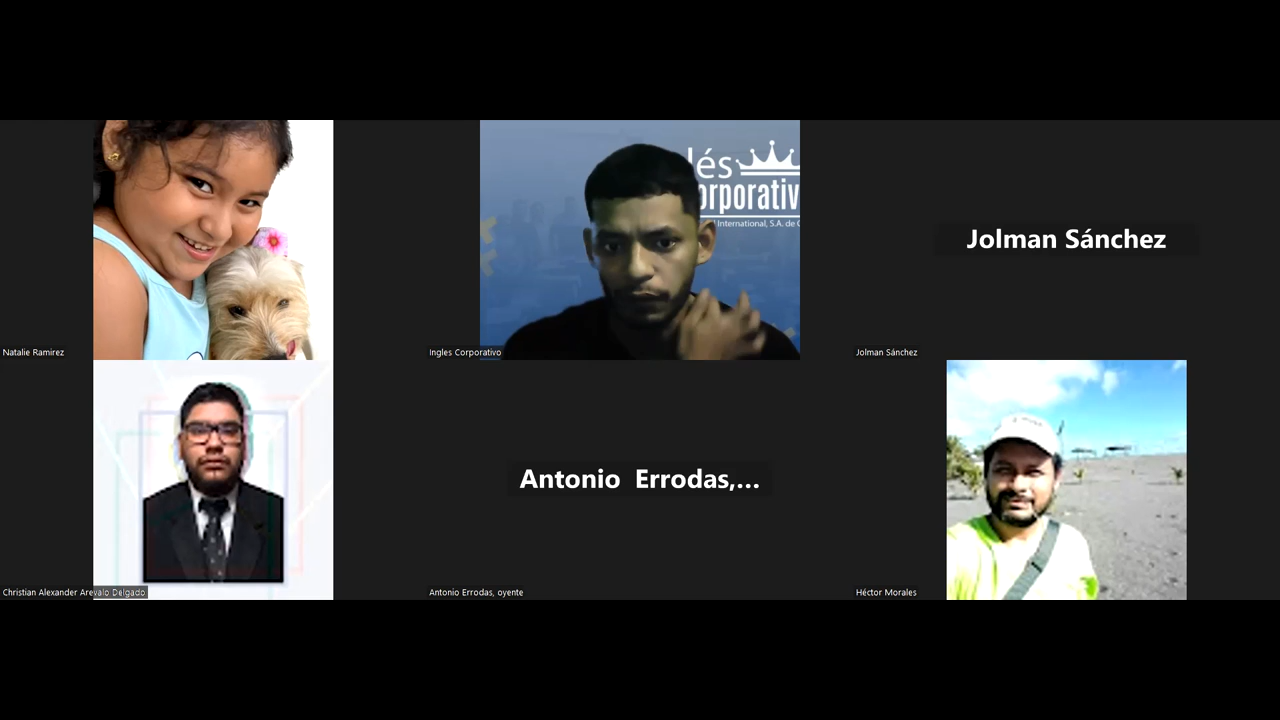 lés
orporativ
l International, S.A. de C
Jolman Sánchez
Natalie Ramirez
Ingles Corporativo
Jolman Sánchez
Antonio Errodas,...
Christian Alexander Arevalo Delgado
Antonio Errodas, oyente
Héctor Morales